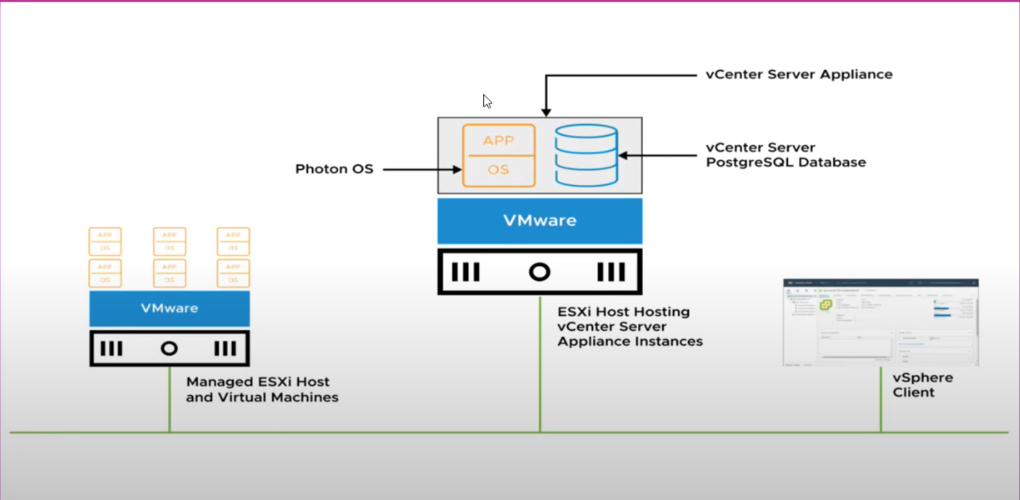 vCenter Server Appliance
APP
OS
vCenter Server
PostgreSQL Database
Photon OS
VMware
APP
APP
APP
OS
OS
OS
APP
APP
APP
OS
OS
OS
VMware
ESXi Host Hosting
vCenter Server
Appliance Instances
Managed ESXi Host
and Virtual Machines
vSphere
Client